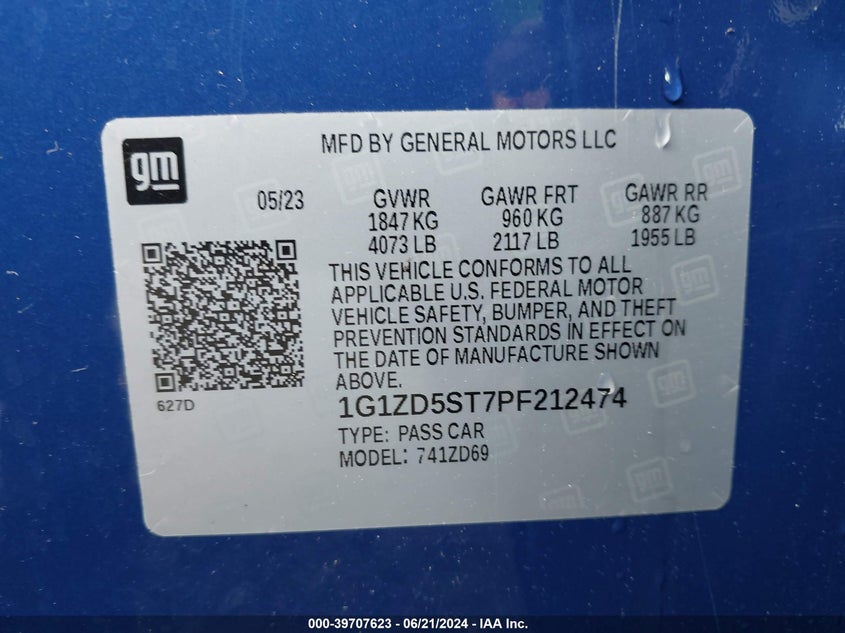 gm
MFD BY GENERAL MOTORS LLC
05/23 GVWR GAWR FRT GAWR RR
1847 KG 960 KG 887 KG
4073 LB 2117 LB 1955 LB
THIS VEHICLE CONFORMS TO ALL
APPLICABLE U.S. FEDERAL MOTOR
VEHICLE SAFETY, BUMPER, AND THEFT
PREVENTION STANDARDS IN EFFECT ON
THE DATE OF MANUFACTURE SHOWN
ABOVE.
627D
1G1ZD5ST7PF212474
TYPE: PASS CAR
MODEL: 741ZD69
000-39707623 / 06/21/2024 - IAA Inc.